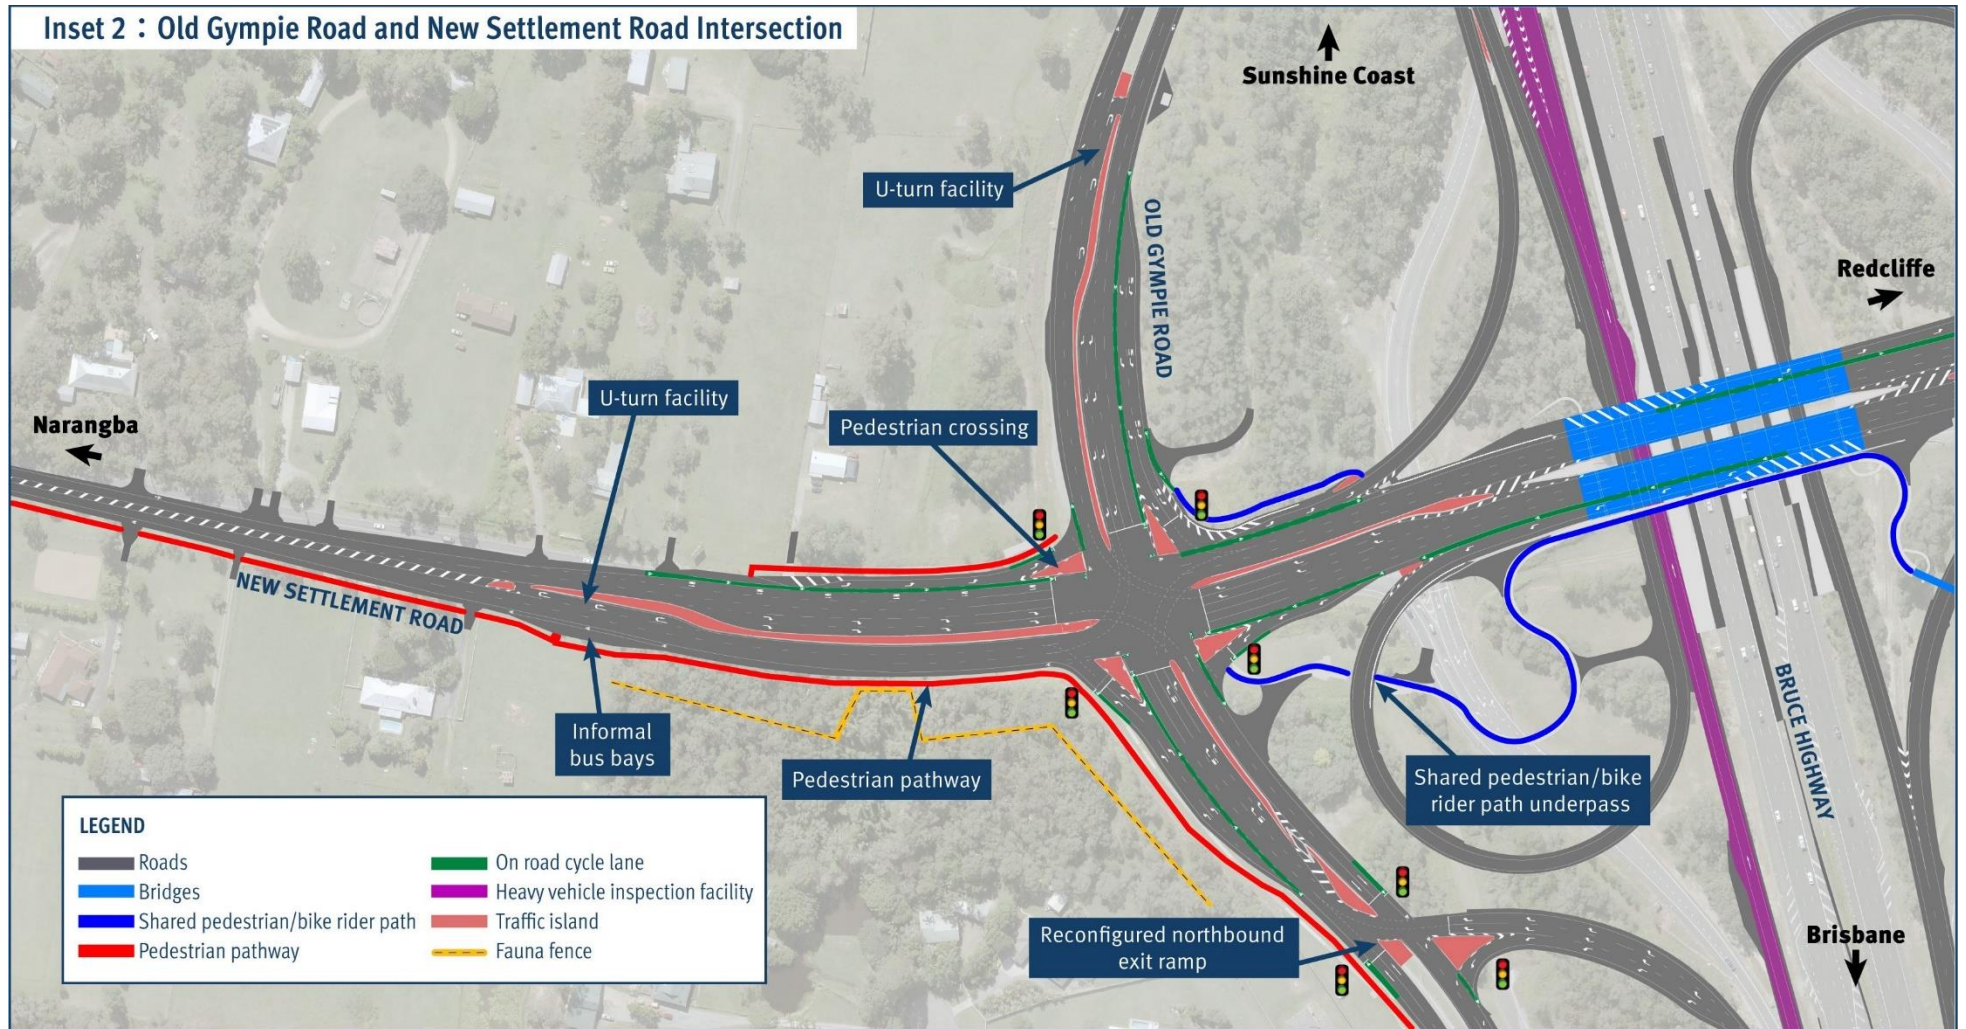 Inset 2 : Old Gympie Road and New Settlement Road Intersection
Sunshine Coast
U-turn facility
OLD GYMPIE ROAD
Redcliffe
U-turn facility
Narangba
Pedestrian crossing
NEW SETTLEMENT ROAD
BRUCE HIGHWAY
Informal
bus bays
Pedestrian pathway
Shared pedestrian/bike
rider path underpass
Reconfigured northbound
exit ramp
Brisbane
LEGEND
Roads
Bridges
Shared pedestrian/bike rider path
Pedestrian pathway
On road cycle lane
Heavy vehicle inspection facility
Traffic island
Fauna fence